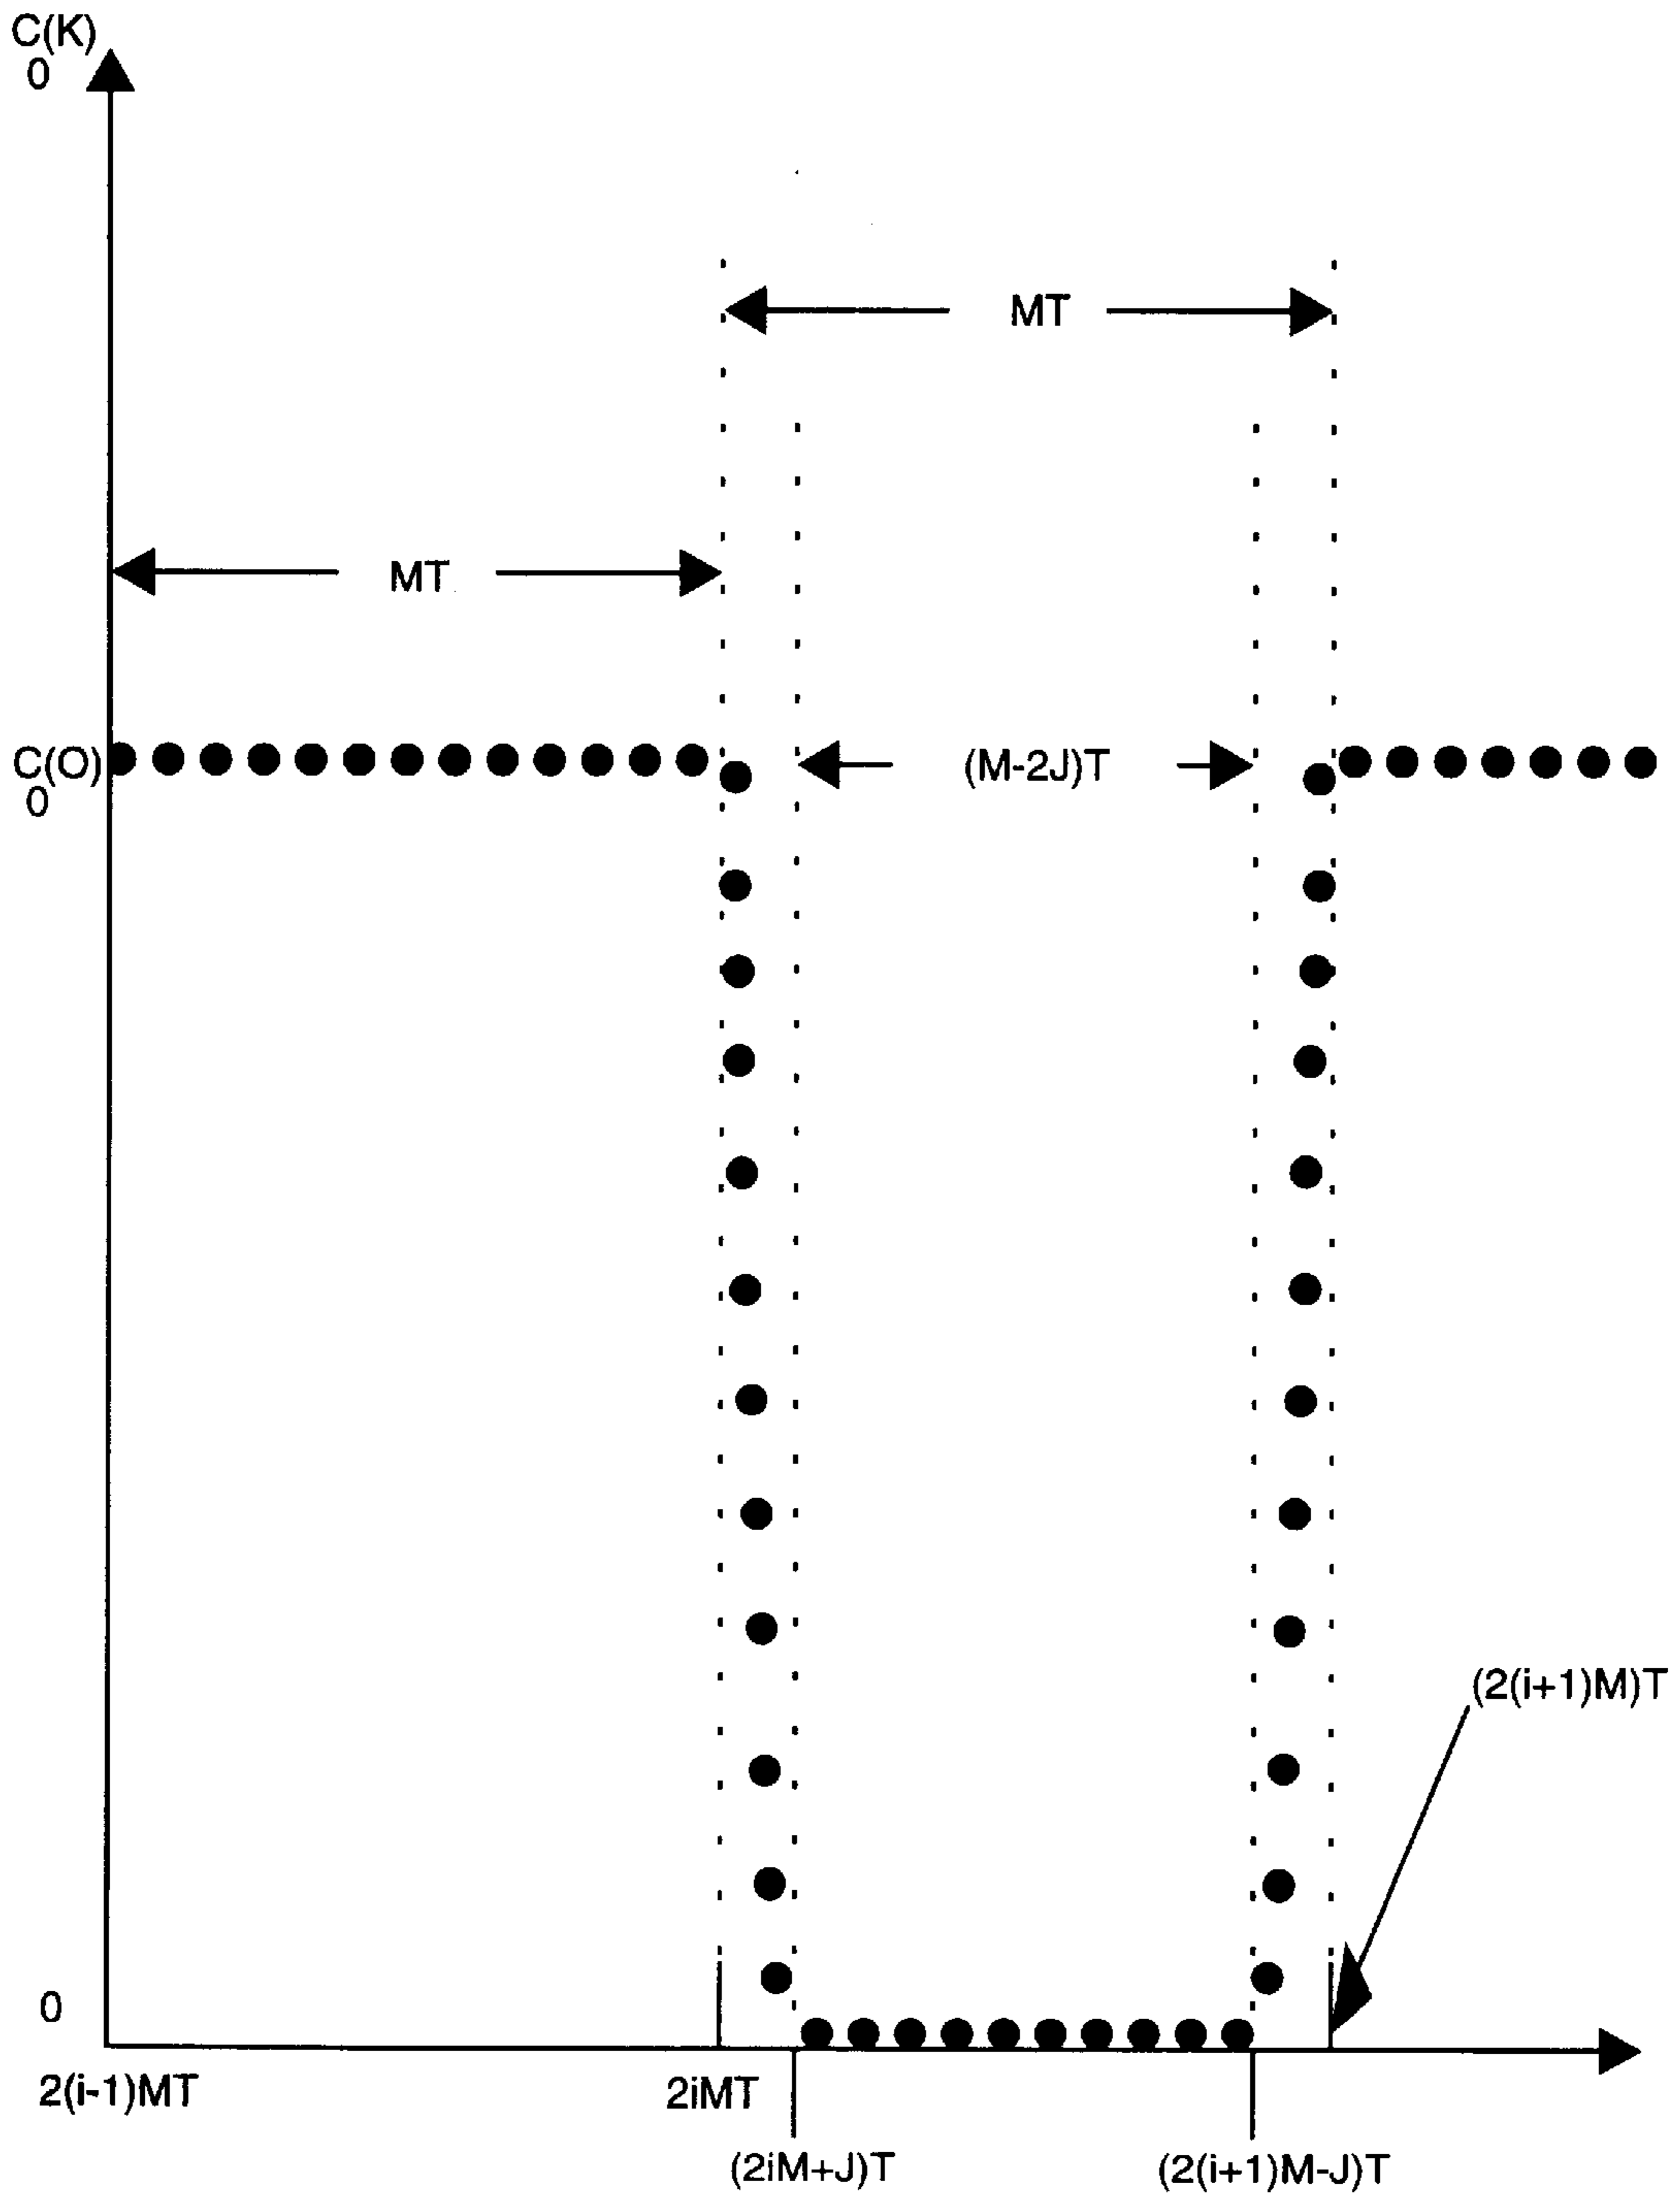 C(K)
0
MT
MT
C(O)
0
(M-2J)T
(2(i+1)M)T
0
2(i-1)MT
2iMT
(2iM+J)T
(2(i+1)M-J)T